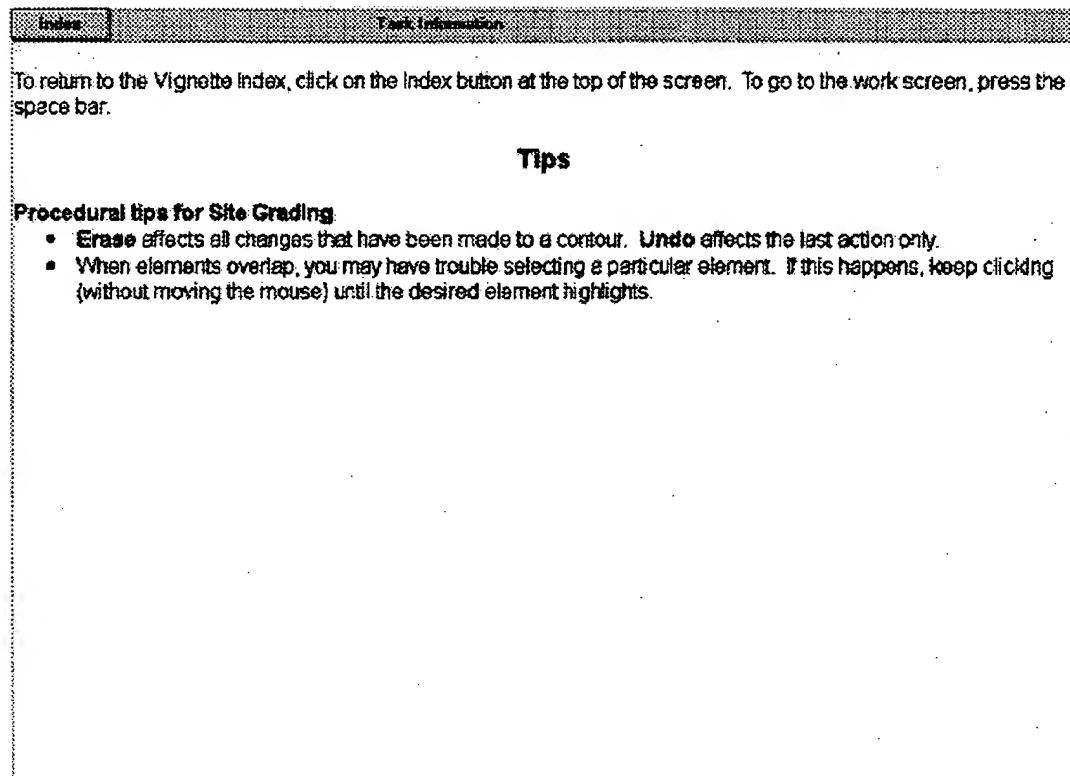 Index Task Information
To return to the Vignette Index, click on the Index button at the top of the screen. To go to the work screen, press the
space bar.
Tips
Procedural tips for Site Grading
• Erase affects all changes that have been made to a contour. Undo affects the last action only.
• When elements overlap, you may have trouble selecting a particular element. If this happens, keep clicking
(without moving the mouse) until the desired element highlights.